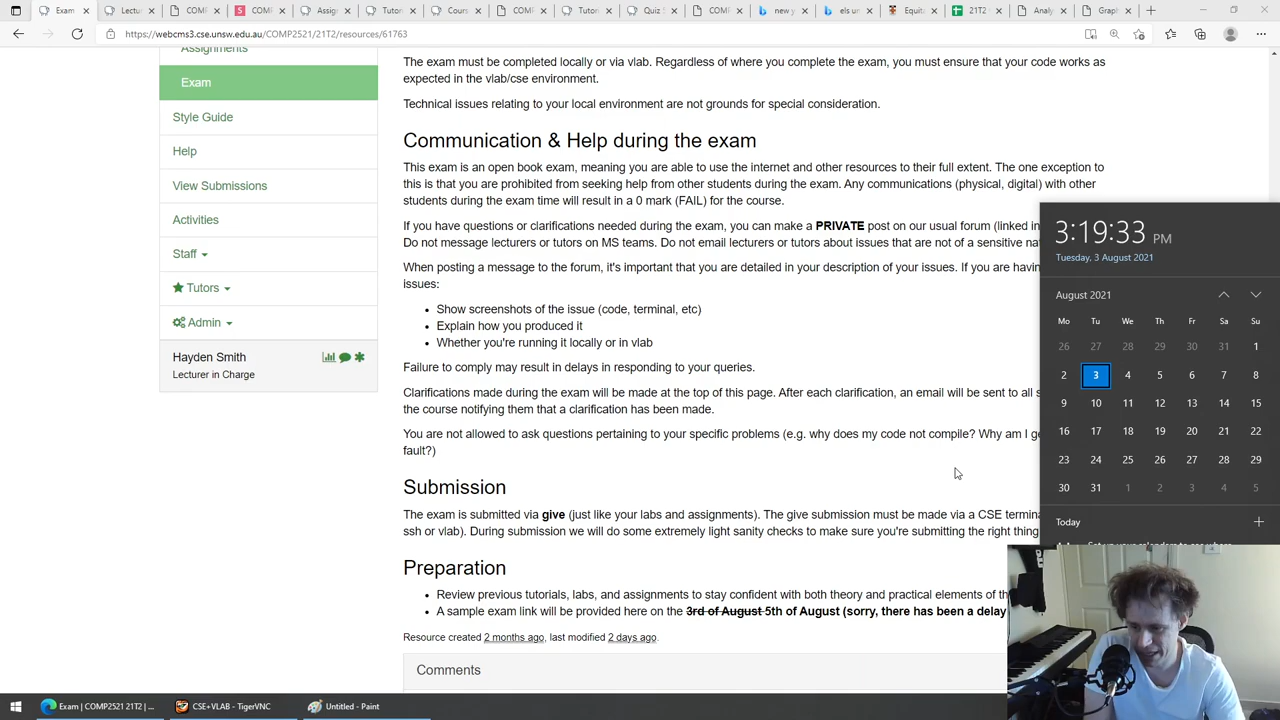 Exam
Lectur
COMP
COM
Assig
Tutori
Cours
COMP
Tutori
Quiz S
COMP
new y
els un
Equita
21T2
Analy
Graph
https://webcms3.cse.unsw.edu.au/COMP2521/21T2/resources/61763
Assignments
Exam
Style Guide
Help
View Submissions
Activities
Staff
Tutors
Admin
Hayden Smith
Lecturer in Charge
The exam must be completed locally or via vlab. Regardless of where you complete the exam, you must ensure that your code works as
expected in the vlab/cse environment.
Technical issues relating to your local environment are not grounds for special consideration.
Communication & Help during the exam
This exam is an open book exam, meaning you are able to use the internet and other resources to their full extent. The one exception to
this is that you are prohibited from seeking help from other students during the exam. Any communications (physical, digital) with other
students during the exam time will result in a 0 mark (FAIL) for the course.
If you have questions or clarifications needed during the exam, you can make a PRIVATE post on our usual forum (linked in
Do not message lecturers or tutors on MS teams. Do not email lecturers or tutors about issues that are not of a sensitive nat
When posting a message to the forum, it's important that you are detailed in your description of your issues. If you are havin
issues:
• Show screenshots of the issue (code, terminal, etc)
• Explain how you produced it
• Whether you're running it locally or in vlab
Failure to comply may result in delays in responding to your queries.
Clarifications made during the exam will be made at the top of this page. After each clarification, an email will be sent to all s
the course notifying them that a clarification has been made.
You are not allowed to ask questions pertaining to your specific problems (e.g. why does my code not compile? Why am I ge
fault?)
Submission
The exam is submitted via give (just like your labs and assignments). The give submission must be made via a CSE termina
ssh or vlab). During submission we will do some extremely light sanity checks to make sure you're submitting the right thing
Preparation
• Review previous tutorials, labs, and assignments to stay confident with both theory and practical elements of th
• A sample exam link will be provided here on the 3rd of August 5th of August (sorry, there has been a delay
Resource created 2 months ago, last modified 2 days ago.
Comments
3:19:33 PM
Tuesday, 3 August 2021
August 2021
Mo Tu We Th Fr Sa Su
26 27 28 29 30 31 1
2 3 4 5 6 7 8
9 10 11 12 13 14 15
16 17 18 19 20 21 22
23 24 25 26 27 28 29
30 31 1 2 3 4 5
Today
Exam | COMP2521 21T2 | ...
CSE+VLAB - TigerVNC
Untitled - Paint